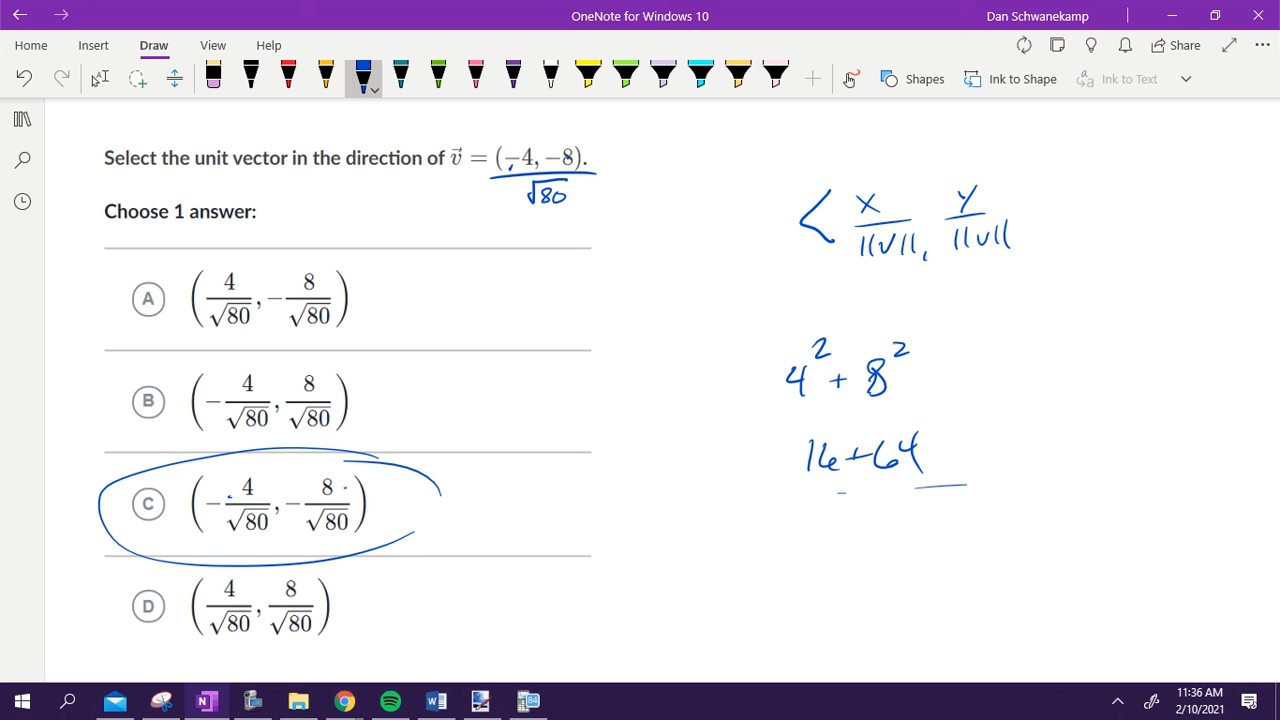 OneNote for Windows 10
Dan Schwanekamp
Home Insert Draw View Help
Share
Shapes
Ink to Shape
Ink to Text
Select the unit vector in the direction of v⃗ = (−4, −8).
√80
Choose 1 answer:
A (4/√80, −8/√80)
B (−4/√80, 8/√80)
C (−4/√80, −8/√80)
D (4/√80, 8/√80)
< x/||v||, y/||v||
4² + 8²
16+64
11:36 AM
2/10/2021